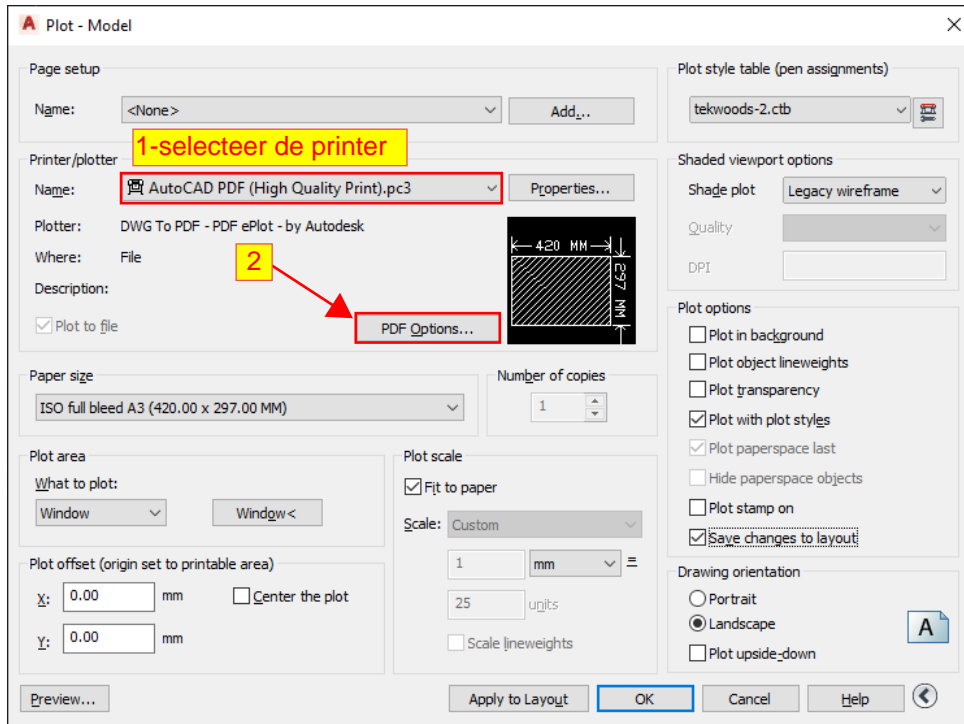 Plot - Model
Page setup
Name:
<None>
Add...
1-selecteer de printer
Printer/plotter
Name:
AutoCAD PDF (High Quality Print).pc3
Properties...
Plotter:
DWG To PDF - PDF ePlot - by Autodesk
Where:
File
2
Description:
Plot to file
PDF Options...
420 MM
297 MM
Paper size
ISO full bleed A3 (420.00 x 297.00 MM)
Number of copies
1
Plot area
What to plot:
Window
Window<
Plot scale
Fit to paper
Scale:
Custom
1
mm
=
25
units
Scale lineweights
Plot offset (origin set to printable area)
X:
0.00
mm
Center the plot
Y:
0.00
mm
Plot style table (pen assignments)
tekwoods-2.ctb
Shaded viewport options
Shade plot
Legacy wireframe
Quality
DPI
Plot options
Plot in background
Plot object lineweights
Plot transparency
Plot with plot styles
Plot paperspace last
Hide paperspace objects
Plot stamp on
Save changes to layout
Drawing orientation
Portrait
Landscape
Plot upside-down
A
Preview...
Apply to Layout
OK
Cancel
Help